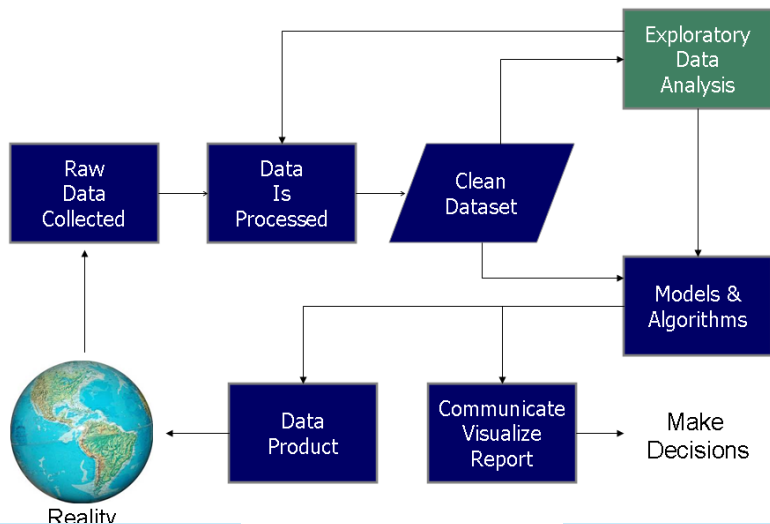 Exploratory
Data
Analysis
Raw
Data
Collected
Data
Is
Processed
Clean
Dataset
Models &
Algorithms
Data
Product
Communicate
Visualize
Report
Make
Decisions
Reality